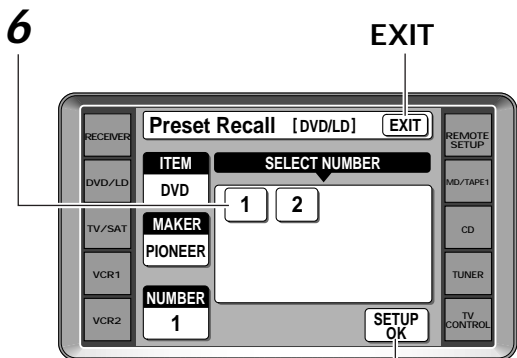 6
EXIT
Preset Recall [DVD/LD] EXIT
RECEIVER
DVD/LD
TV/SAT
VCR1
VCR2
ITEM
DVD
MAKER
PIONEER
NUMBER
1
SELECT NUMBER
1 2
SETUP
OK
REMOTE
SETUP
MD/TAPE1
CD
TUNER
TV
CONTROL